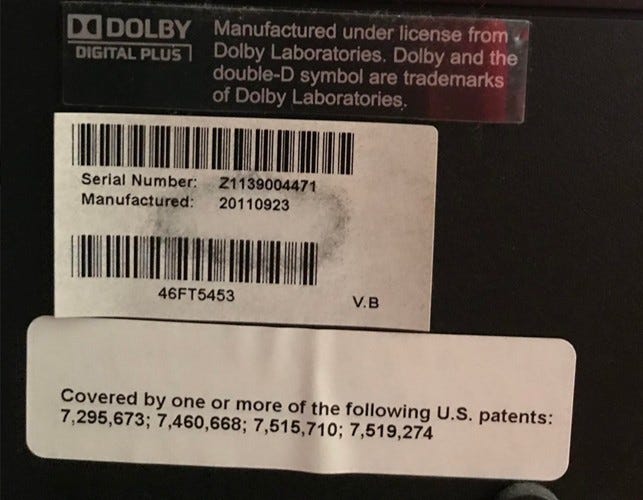 DOLBY
DIGITAL PLUS
Manufactured under license from
Dolby Laboratories. Dolby and the
double-D symbol are trademarks
of Dolby Laboratories.
Serial Number: Z1139004471
Manufactured: 20110923
46FT5453
V.B
Covered by one or more of the following U.S. patents:
7,295,673; 7,460,668; 7,515,710; 7,519,274